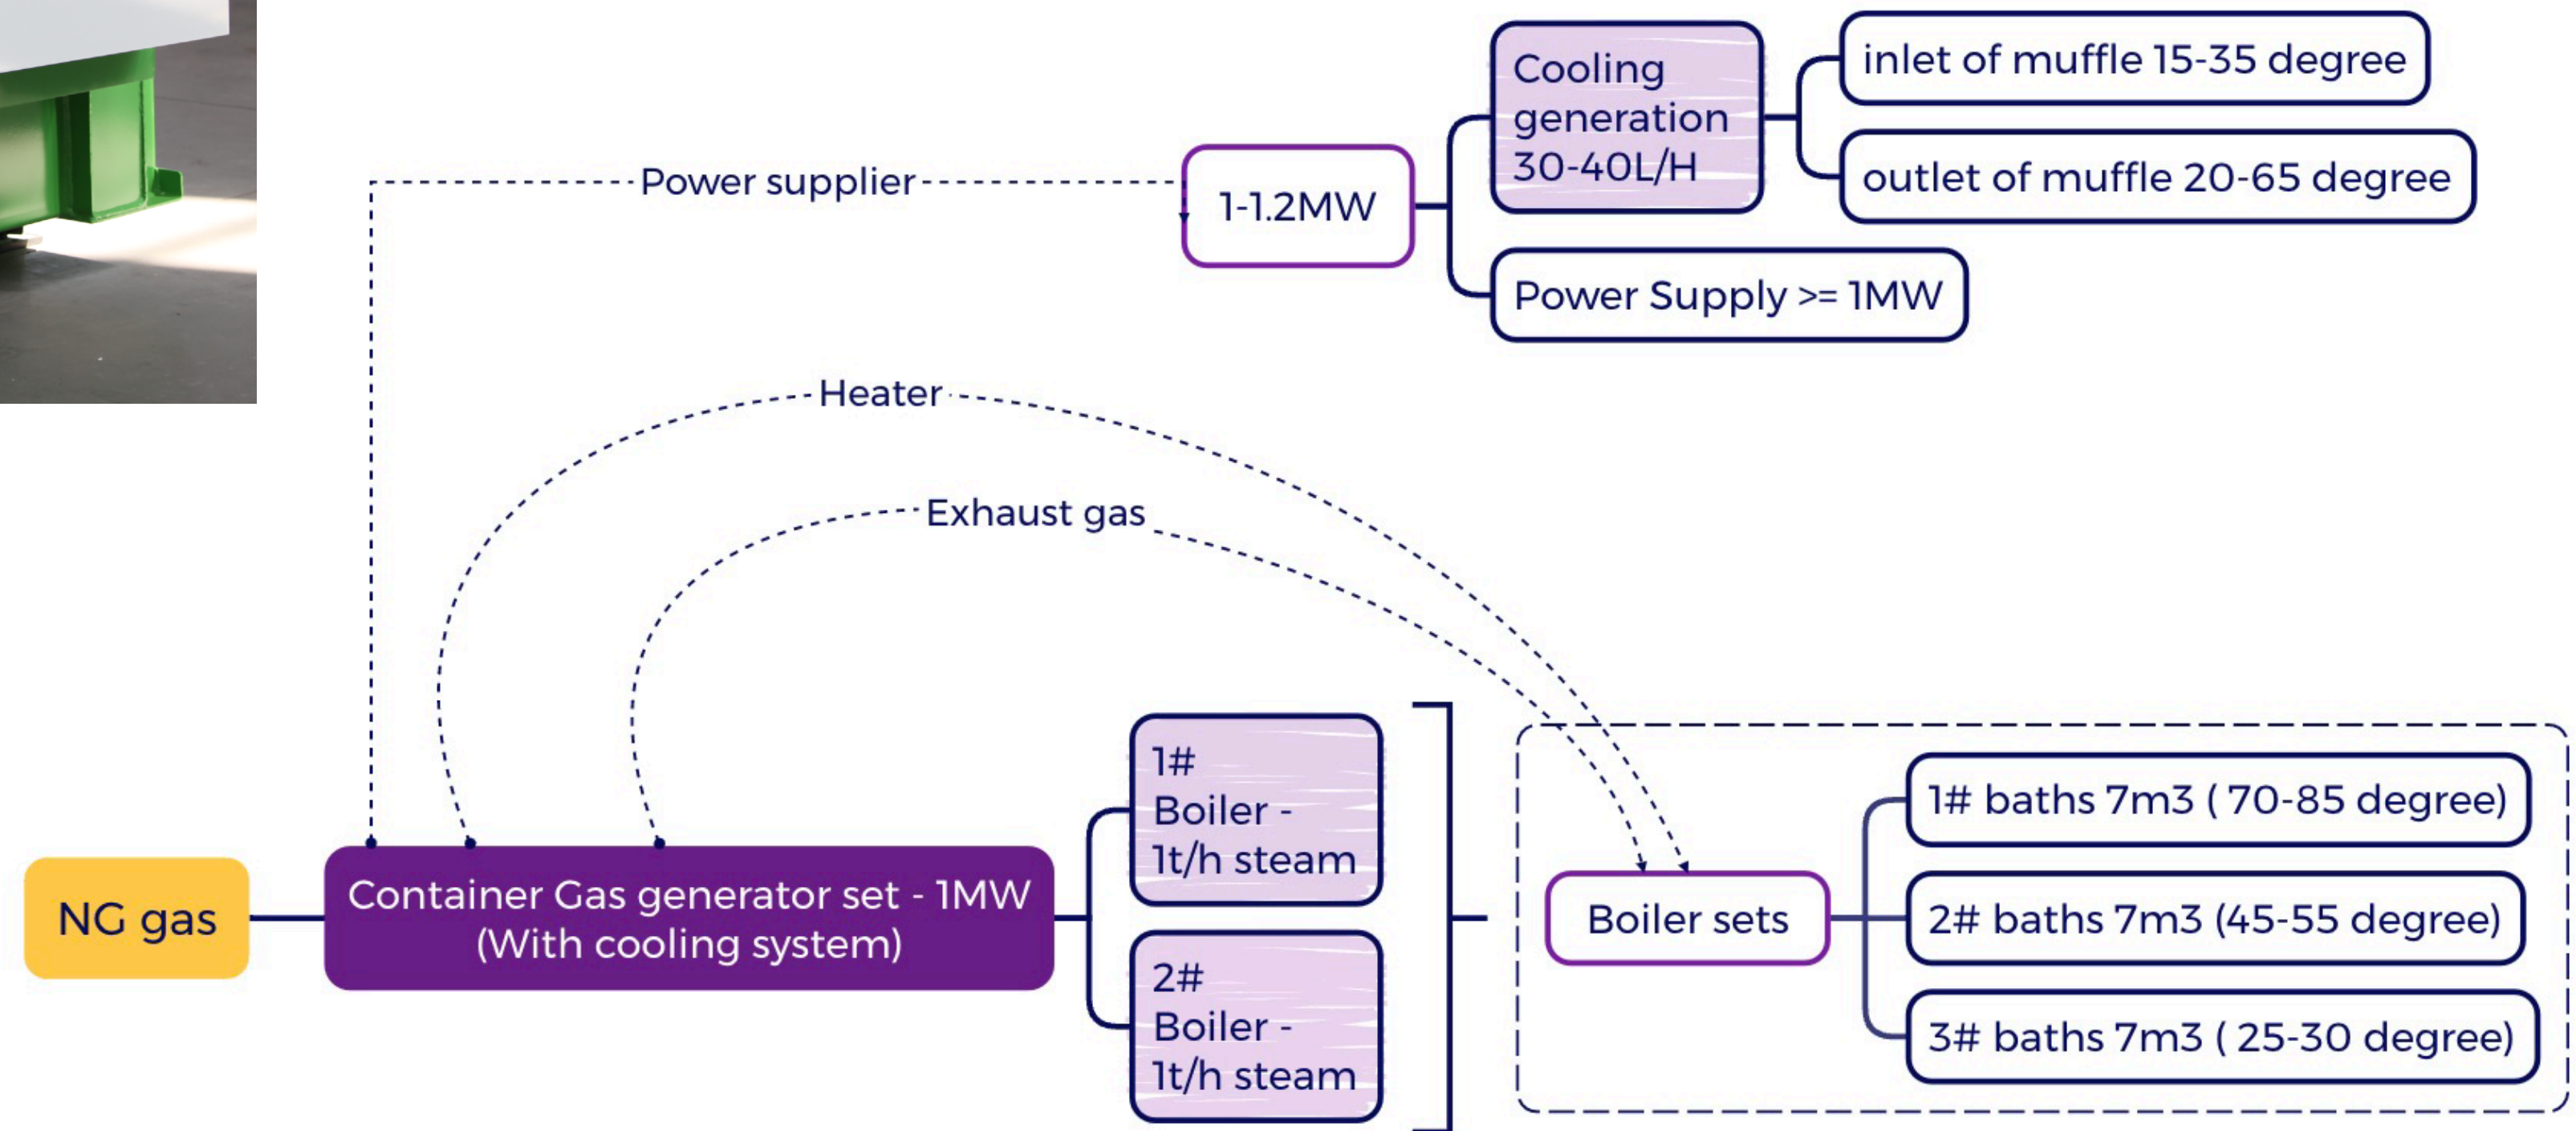 Cooling
generation
30-40L/H
inlet of muffle 15-35 degree
outlet of muffle 20-65 degree
Power supplier
1-1.2MW
Power Supply >= 1MW
Heater
Exhaust gas
NG gas
Container Gas generator set - 1MW
(With cooling system)
1#
Boiler -
1t/h steam
2#
Boiler -
1t/h steam
Boiler sets
1# baths 7m3 ( 70-85 degree)
2# baths 7m3 (45-55 degree)
3# baths 7m3 ( 25-30 degree)